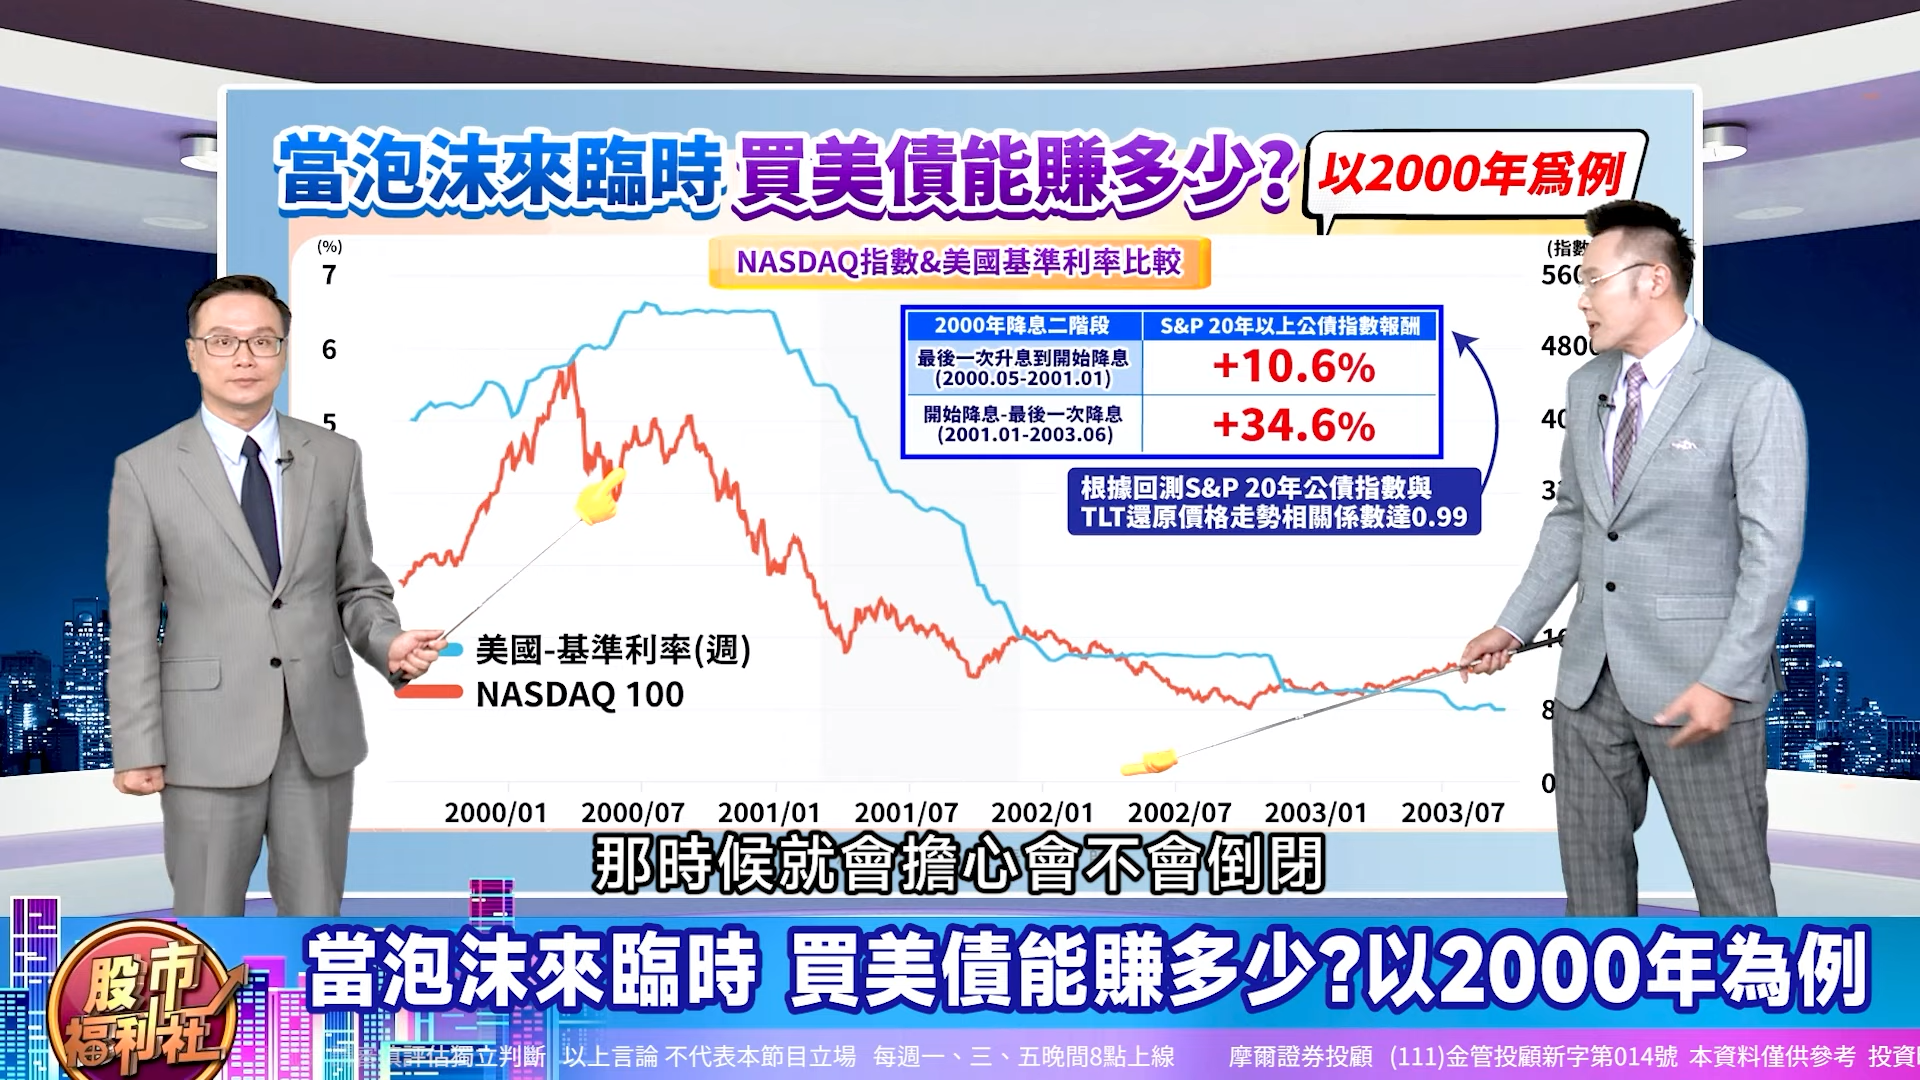 當泡沫來臨時 買美債能賺多少?
以2000年爲例
(%)
NASDAQ指數&美國基準利率比較
(指數
7
6
5
560
4800
40
3
16
8
0
2000年降息二階段
S&P 20年以上公債指數報酬
最後一次升息到開始降息
(2000.05-2001.01)
+10.6%
開始降息-最後一次降息
(2001.01-2003.06)
+34.6%
根據回測S&P 20年公債指數與
TLT還原價格走勢相關係數達0.99
美國-基準利率(週)
NASDAQ 100
2000/01 2000/07 2001/01 2001/07 2002/01 2002/07 2003/01 2003/07
那時候就會擔心會不會倒閉
當泡沫來臨時 買美債能賺多少?以2000年為例
股市
福利社
慎評估獨立判斷 以上言論 不代表本節目立場 每週一、三、五晚間8點上線 摩爾證券投顧 (111)金管投顧新字第014號 本資料僅供參考 投資